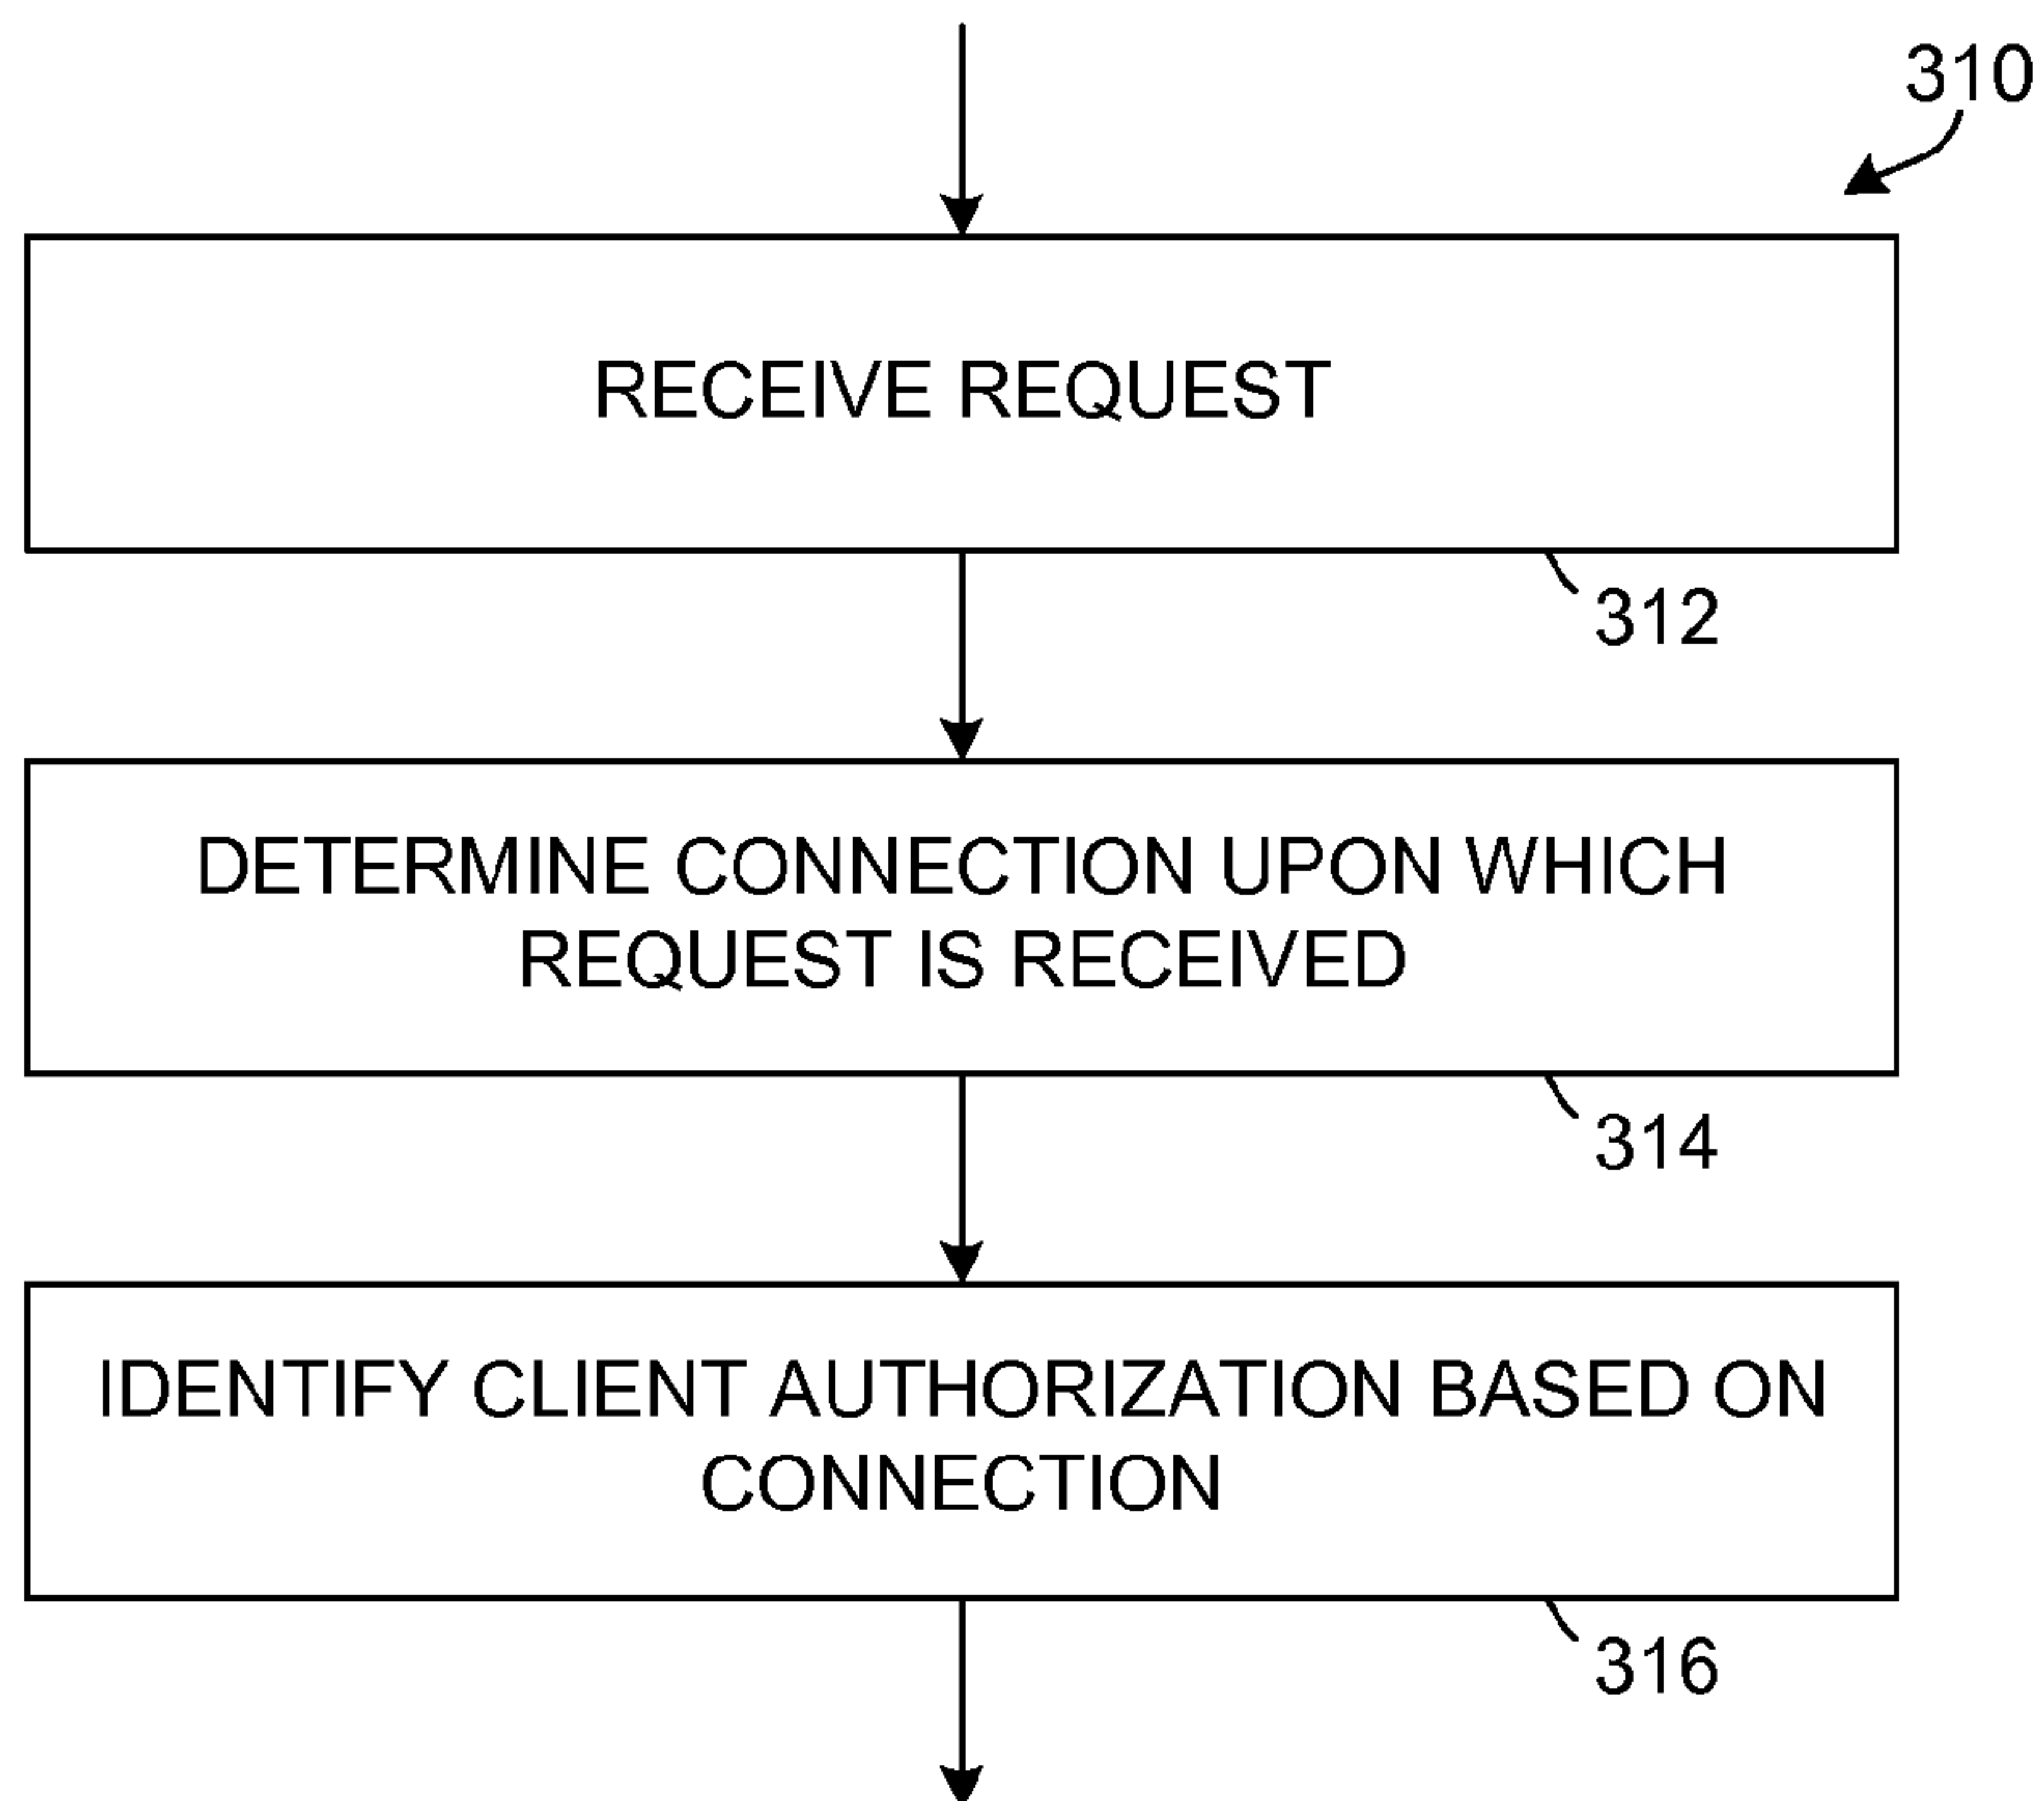 310
RECEIVE REQUEST
312
DETERMINE CONNECTION UPON WHICH
REQUEST IS RECEIVED
314
IDENTIFY CLIENT AUTHORIZATION BASED ON
CONNECTION
316